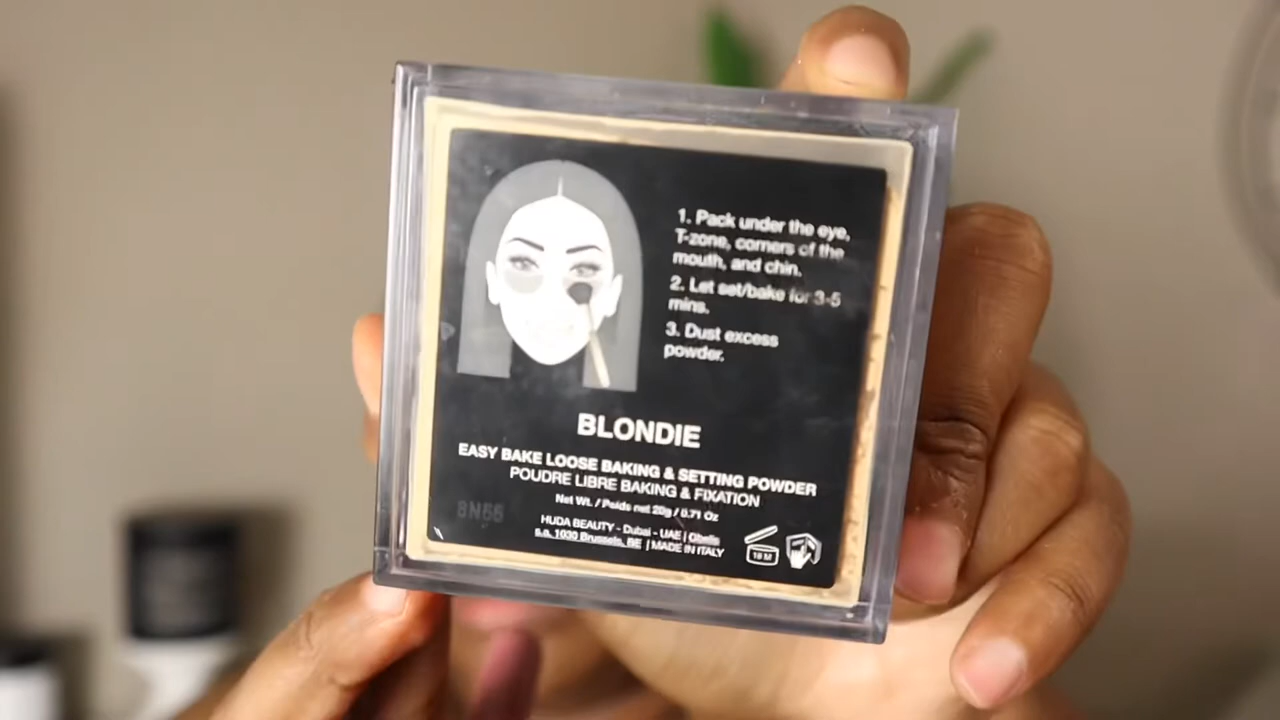 1. Pack under the eye,
T-zone, corners of the
mouth, and chin.
2. Let set/bake for 3-5
mins.
3. Dust excess
powder.
BLONDIE
EASY BAKE LOOSE BAKING & SETTING POWDER
POUDRE LIBRE BAKING & FIXATION
Net Wt. / Poids net 20g / 0.71 Oz
8N56
HUDA BEAUTY - Dubai - UAE | Obelis
s.a. 1030 Brussels, BE | MADE IN ITALY
18 M